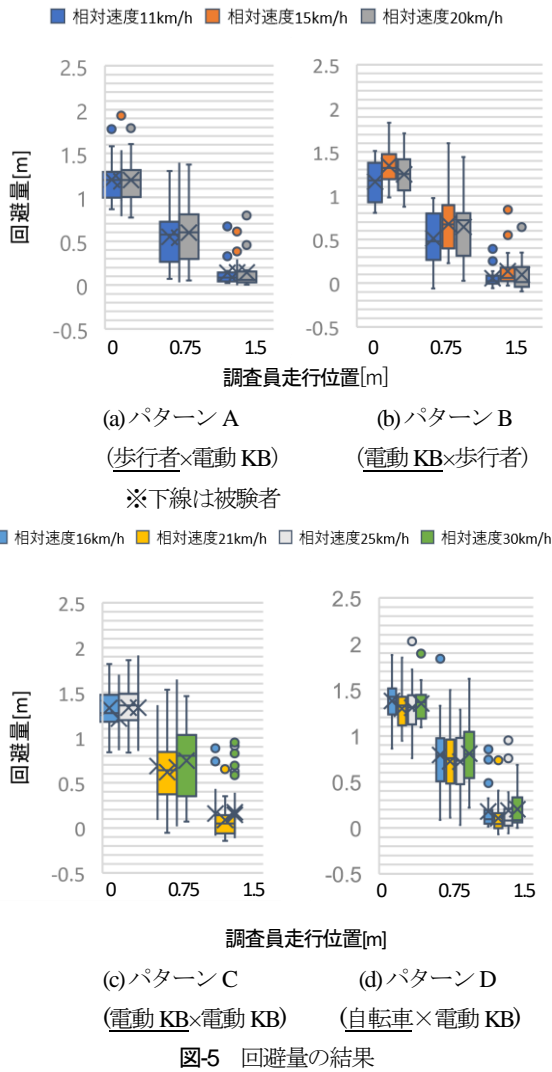 相対速度11km/h 相対速度15km/h 相対速度20km/h
2.5 2.5
2 2
1.5 1.5
1 1
0.5 0.5
0 0
-0.5 -0.5
回避量[m]
0 0.75 1.5 0 0.75 1.5
調査員走行位置[m]
(a) パターン A (b) パターン B
(歩行者×電動 KB) (電動 KB×歩行者)
※下線は被験者
相対速度16km/h 相対速度21km/h 相対速度25km/h 相対速度30km/h
2.5 2.5
2 2
1.5 1.5
1 1
0.5 0.5
0 0
-0.5 -0.5
回避量[m]
0 0.75 1.5 0 0.75 1.5
調査員走行位置[m]
(c) パターン C (d) パターン D
(電動 KB×電動 KB) (自転車×電動 KB)
図-5 回避量の結果